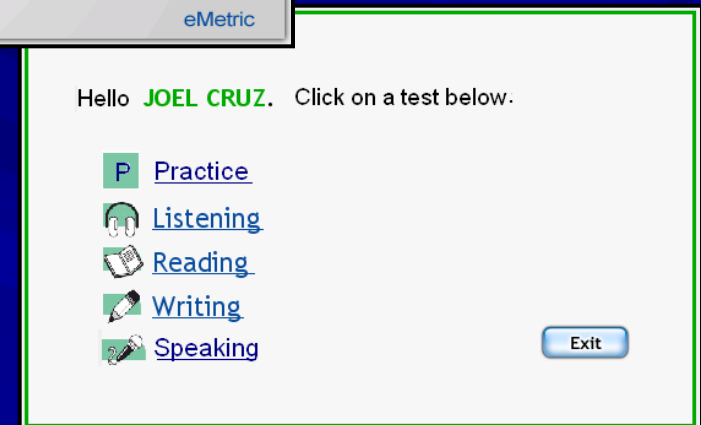 eMetric
Hello JOEL CRUZ. Click on a test below:
P Practice
Listening
Reading
Writing
Speaking
Exit